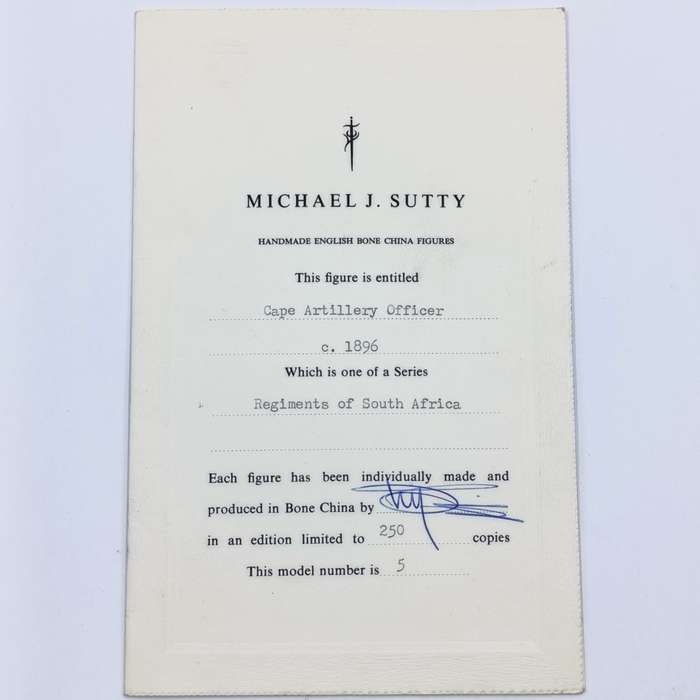 MICHAEL J. SUTTY
HANDMADE ENGLISH BONE CHINA FIGURES
This figure is entitled
Cape Artillery Officer
c. 1896
Which is one of a Series
Regiments of South Africa
Each figure has been individually made and
produced in Bone China by
in an edition limited to 250 copies
This model number is 5